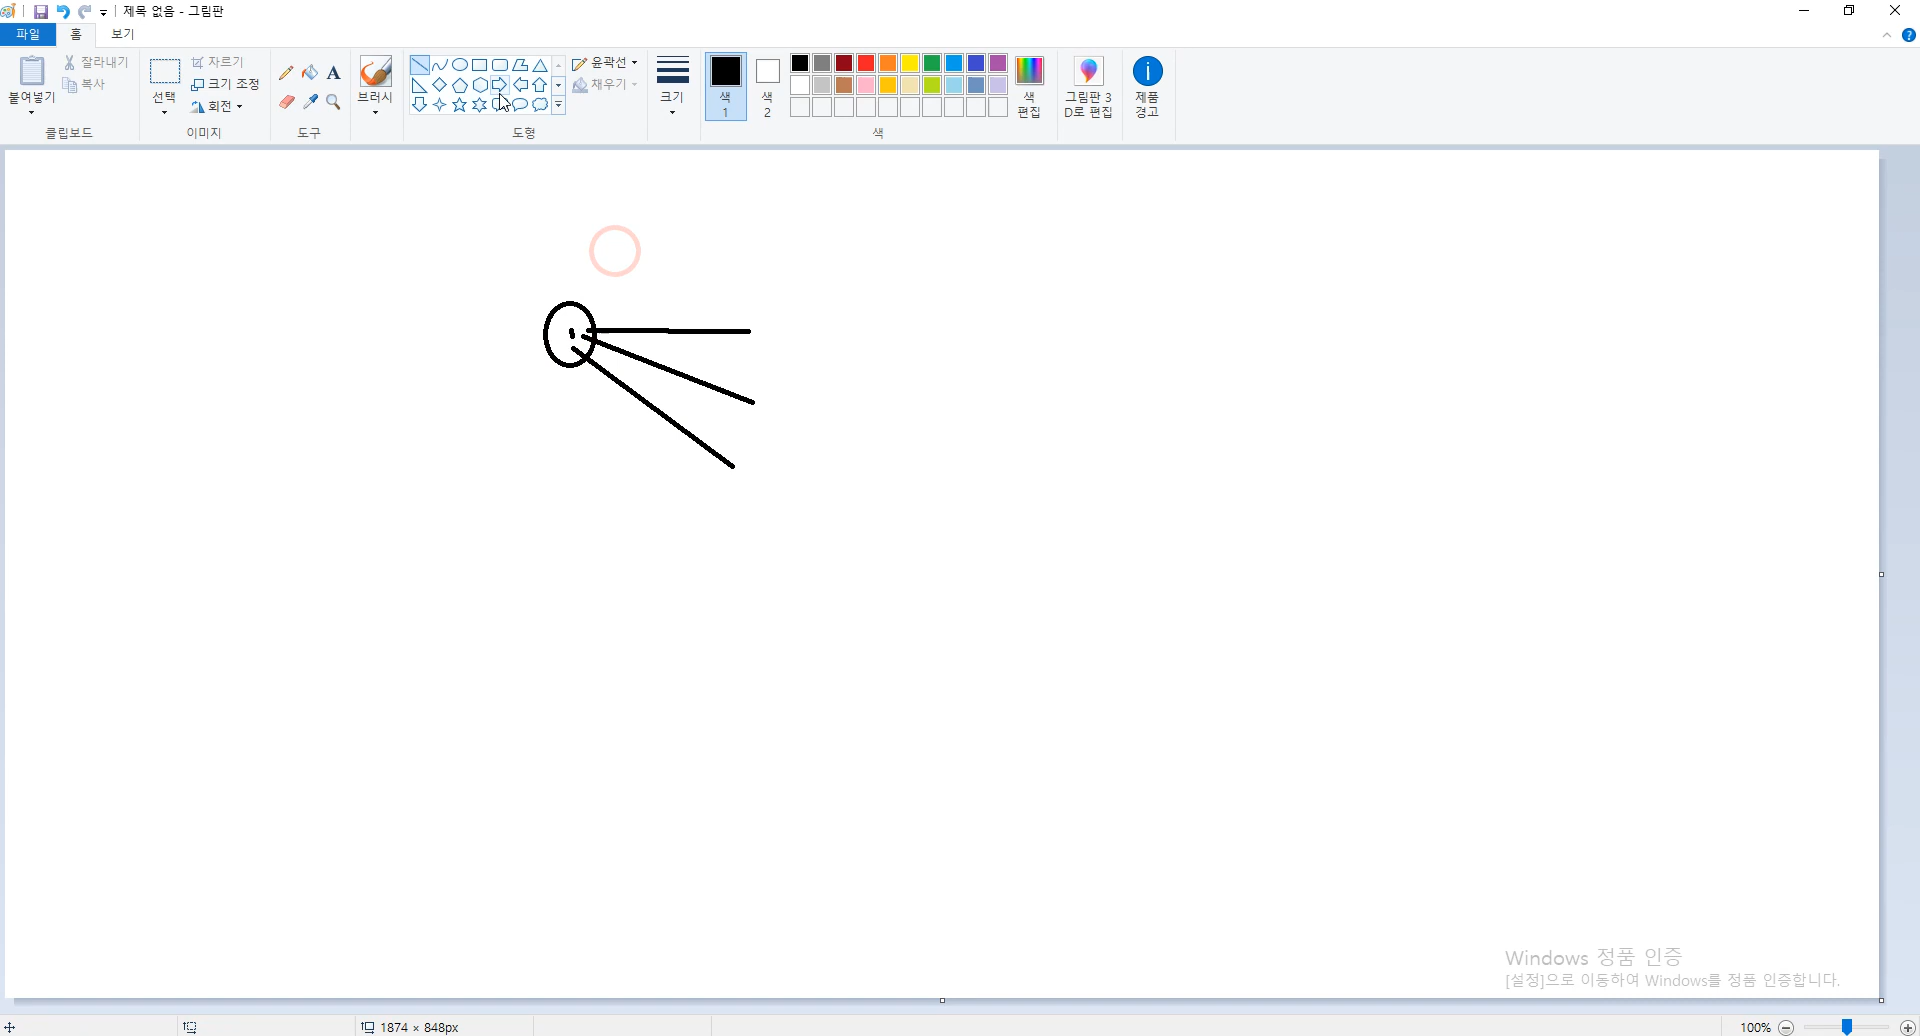 제목 없음 - 그림판
파일 홈 보기
붙여넣기
잘라내기
복사
클립보드
선택
자르기
크기 조정
회전
이미지
A
도구
브러시
윤곽선
채우기
도형
크기
색
1
색
2
색
편집
색
그림판 3
D로 편집
제품
경고
Windows 정품 인증
[설정]으로 이동하여 Windows를 정품 인증합니다.
1874 × 848px
100%